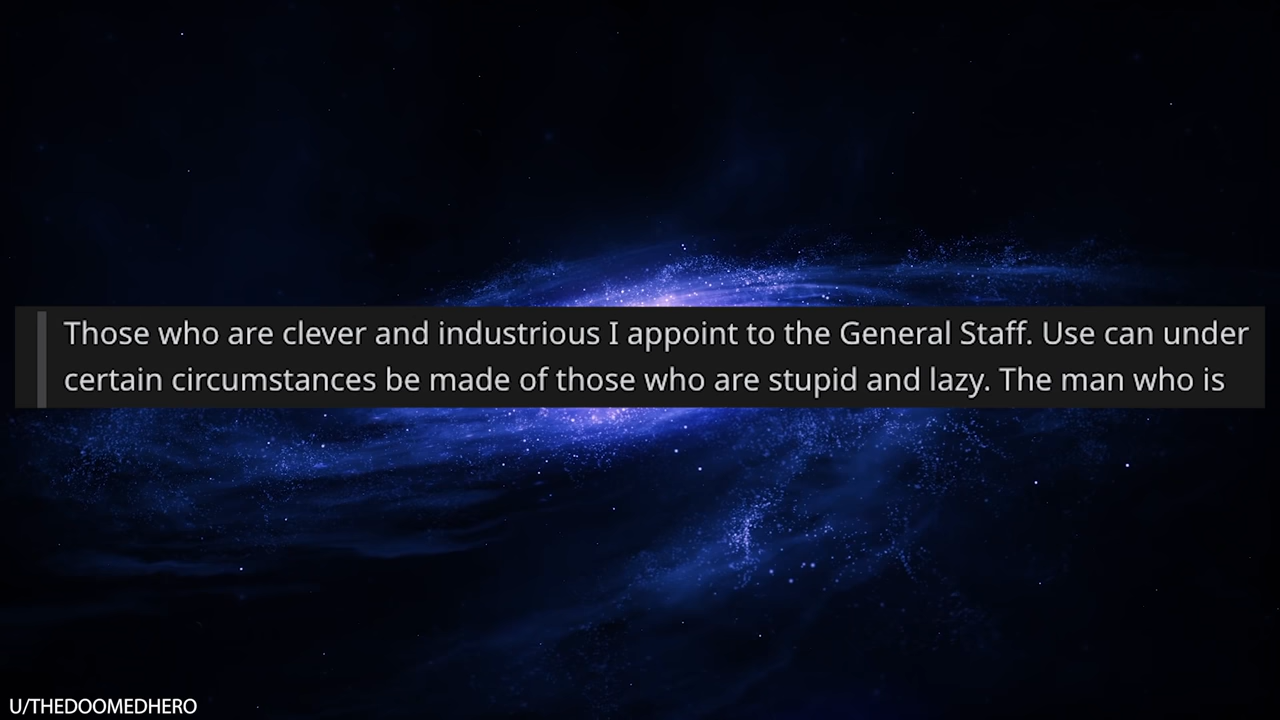 Those who are clever and industrious I appoint to the General Staff. Use can under
certain circumstances be made of those who are stupid and lazy. The man who is
U/THEDOOMEDHERO